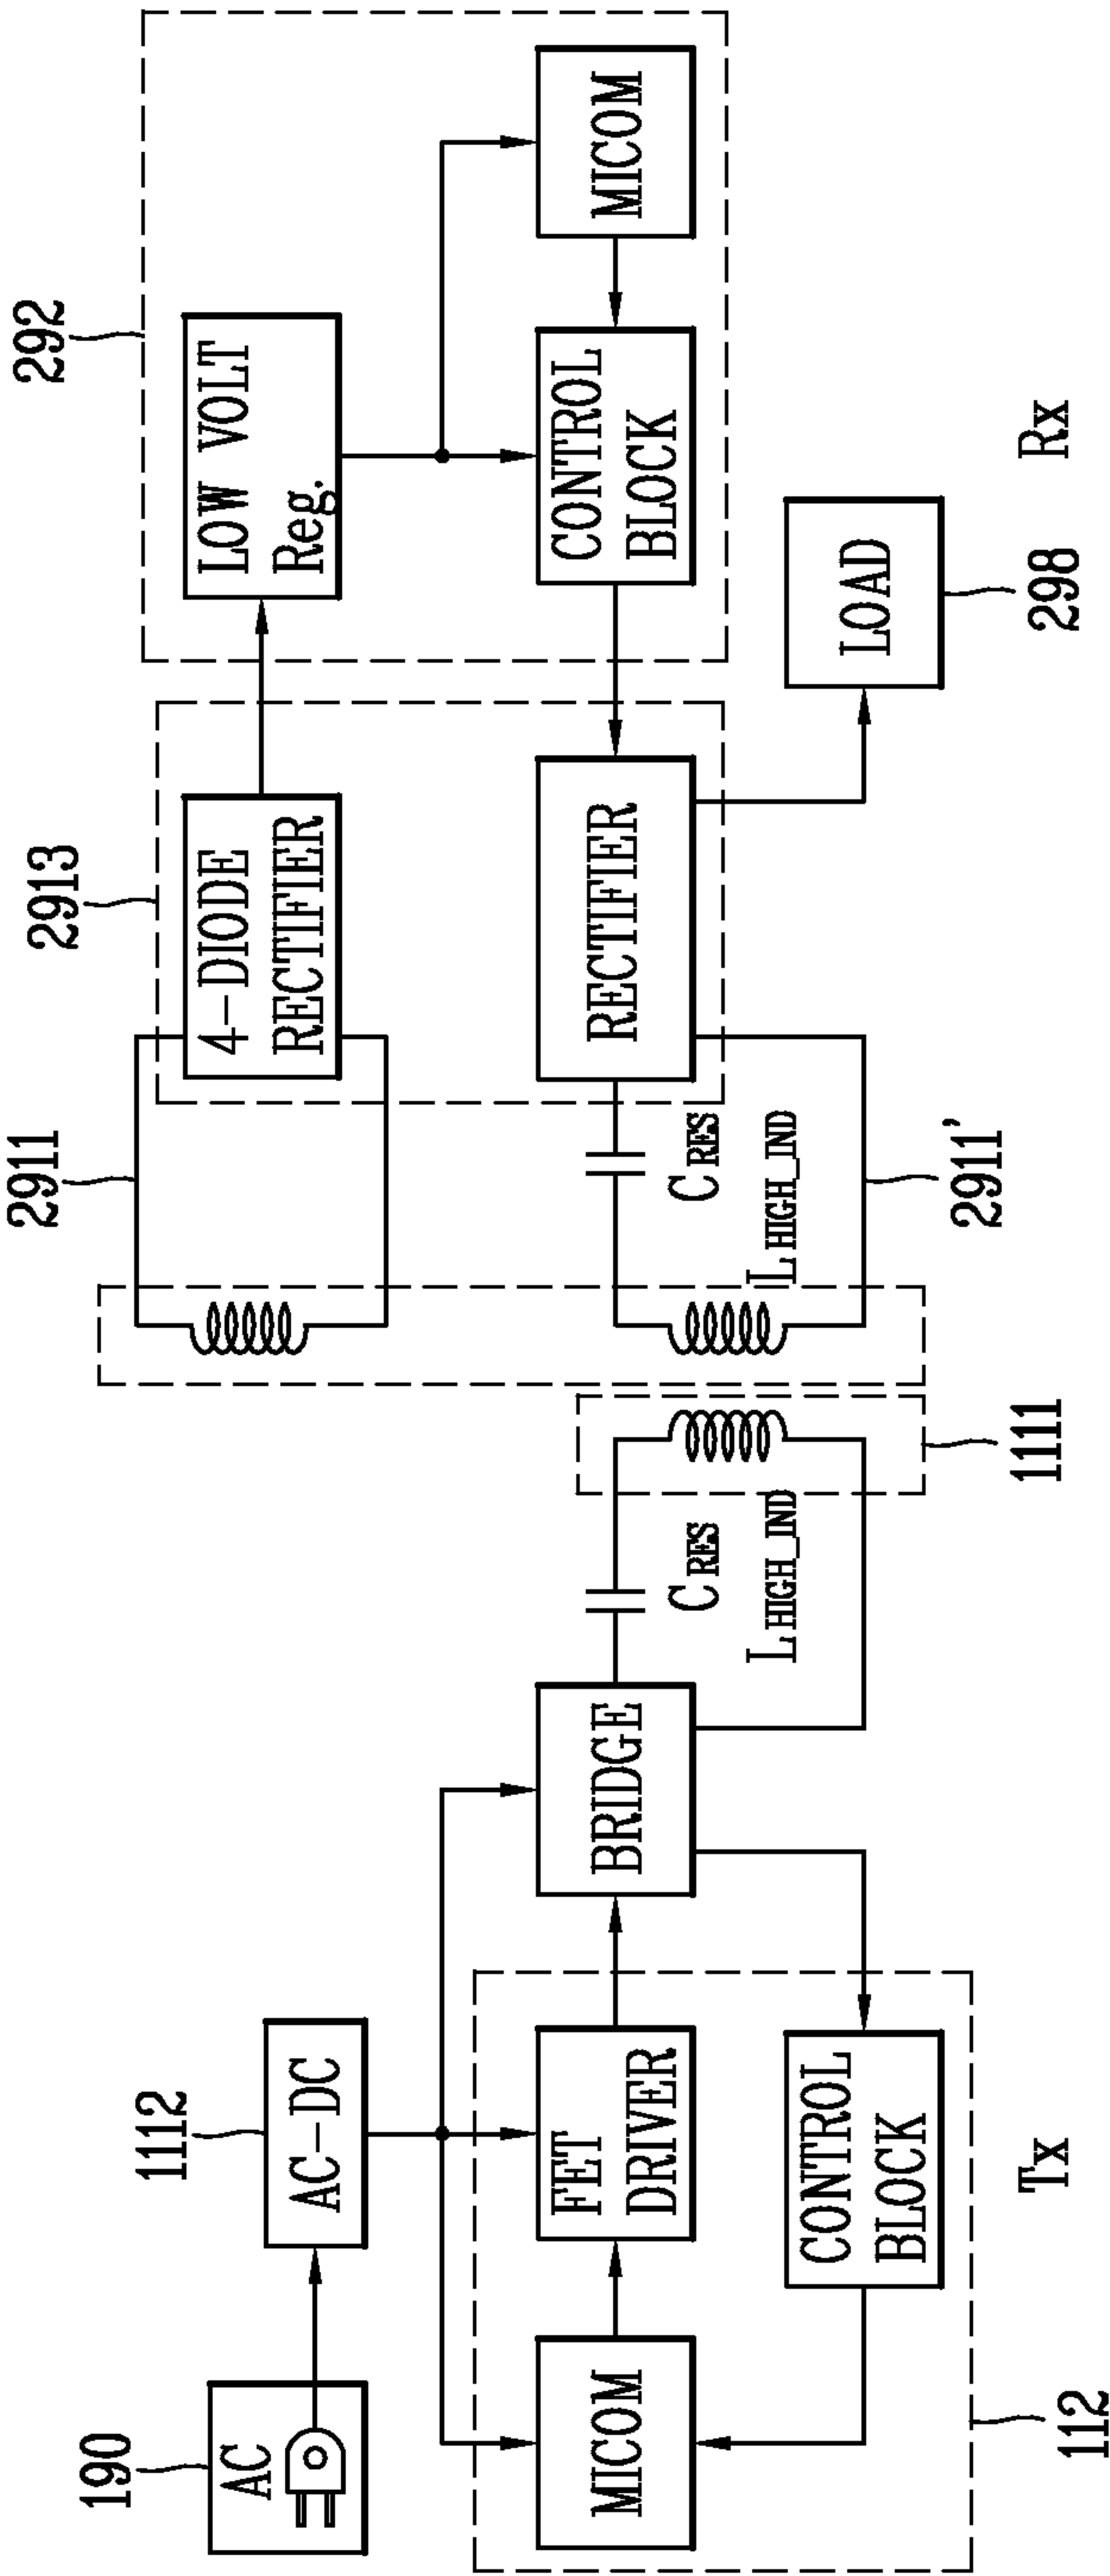 190
AC
1112
AC-DC
MICOM
FET
DRIVER
BRIDGE
CONTROL
BLOCK
112
Tx
CRES
LHIGH_IND
1111
2911
2913
4-DIODE
RECTIFIER
292
LOW VOLT
Reg.
CRES
LHIGH_IND
2911'
RECTIFIER
CONTROL
BLOCK
MICOM
LOAD
298
Rx